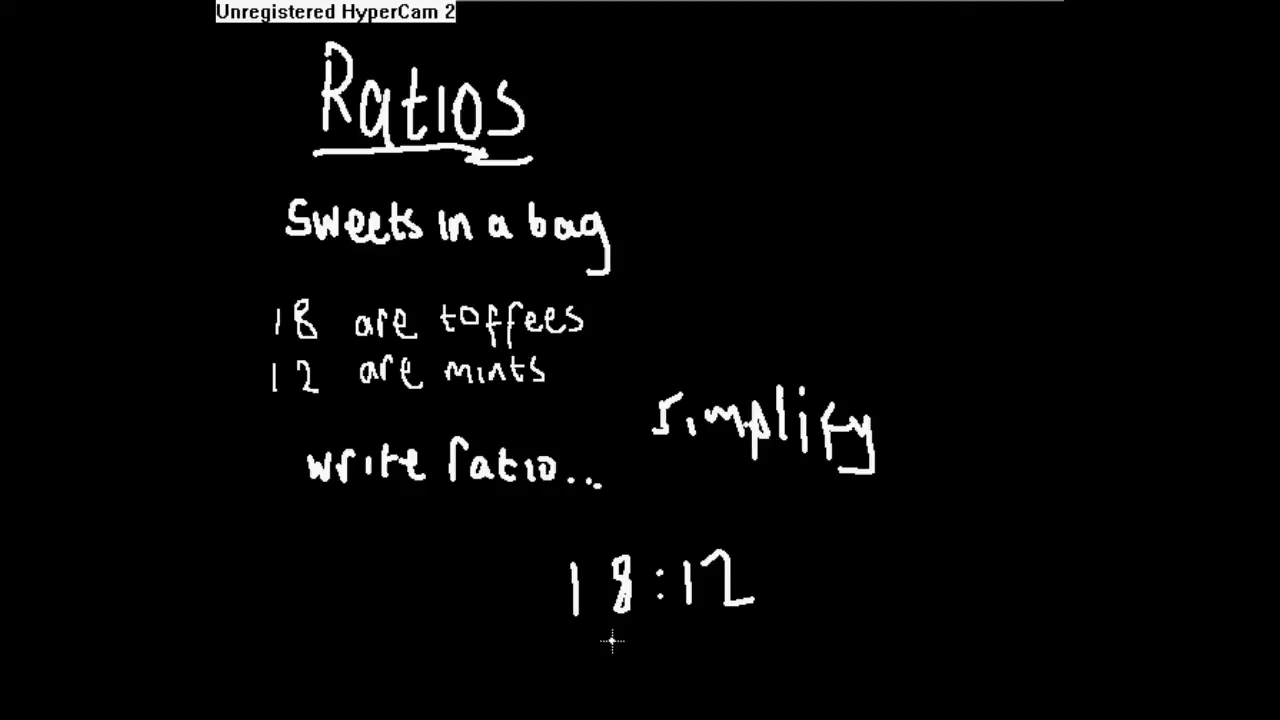 Unregistered HyperCam 2
Ratios
Sweets in a bag
18 are toffees
12 are mints
simplify
write ratio...
18:12